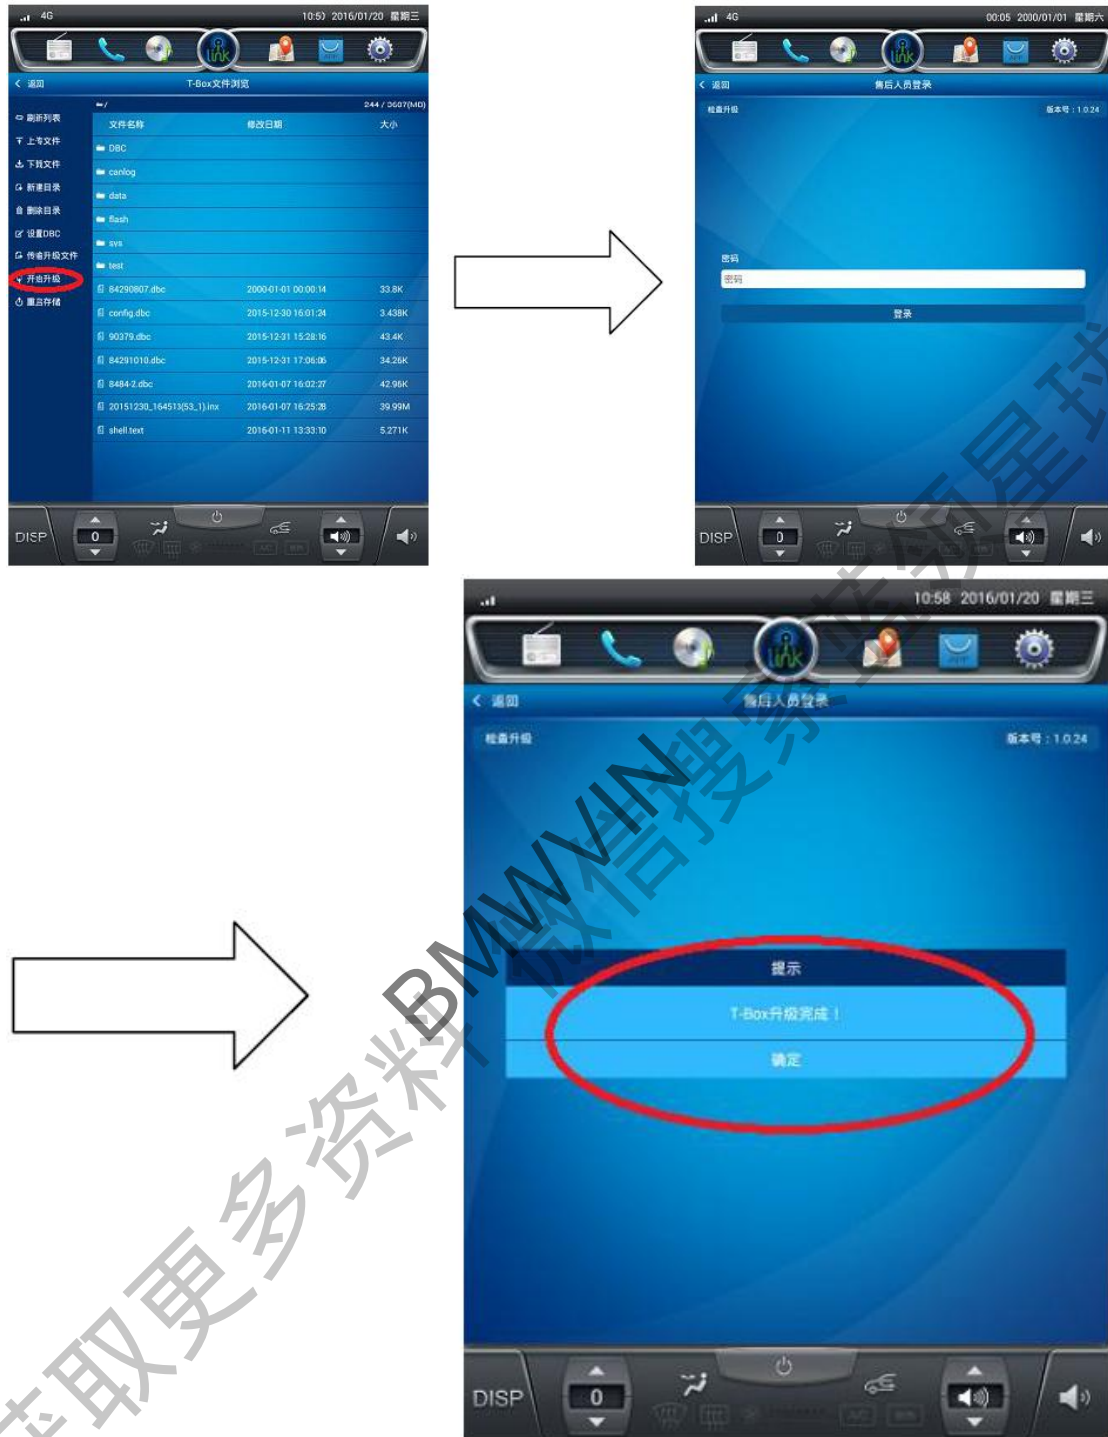 4G 10:5) 2016/01/20 星期三
返回 T-Box文件浏览
/ 244 / 3607(MB)
刷新列表
上专文件
下载文件
新建目录
删除目录
设置DBC
传输升级文件
开始升级
重启存储
文件名称 修改日期 大小
DBC
canlog
data
flash
sys
test
84290807.dbc 2000-01-01 00:00:14 33.8K
config.dbc 2015-12-30 16:01:24 3.438K
90379.dbc 2015-12-31 15:28:16 43.4K
84291010.dbc 2015-12-31 17:06:06 34.26K
8484-2.dbc 2016-01-07 16:02:27 42.96K
20151230_164513(53_1).inx 2016-01-07 16:25:28 39.99M
shell.text 2016-01-11 13:33:10 5.271K
DISP 0
4G 00:05 2000/01/01 星期六
返回 售后人员登录
检查升级 版本号：1.0.24
密码
密码
登录
DISP 0
10:58 2016/01/20 星期三
link
返回 售后人员登录
检查升级 版本号：1.0.24
提示
T-Box升级完成！
确定
DISP 0
获取更多资料 BMWVIN 微信搜索蓝领星球